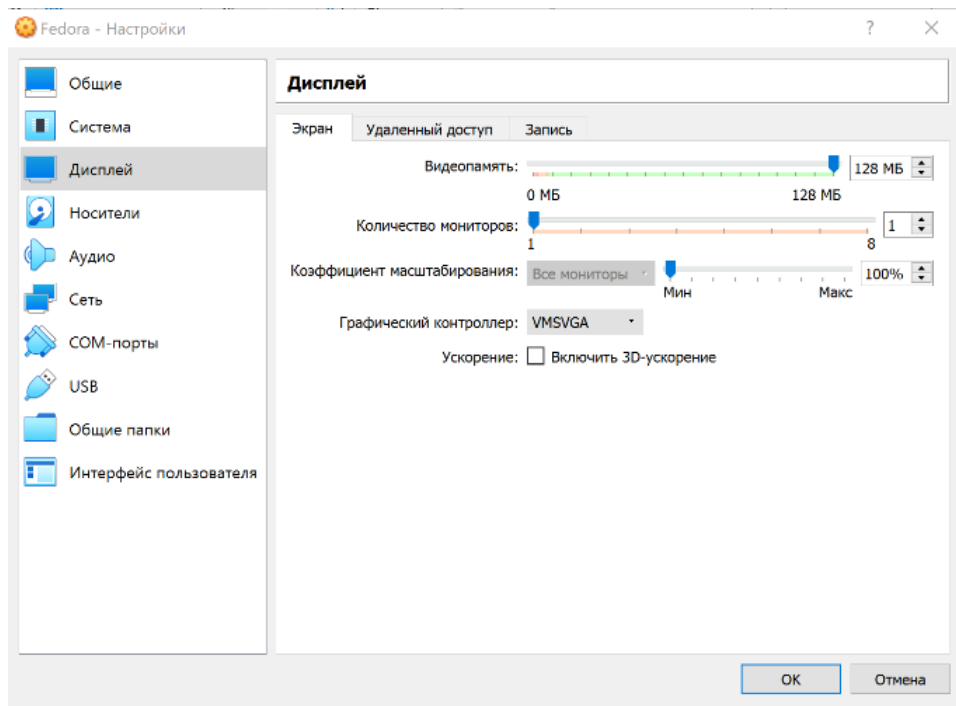 Fedora - Настройки
?
Общие
Система
Дисплей
Носители
Аудио
Сеть
COM-порты
USB
Общие папки
Интерфейс пользователя
Дисплей
Экран Удаленный доступ Запись
Видеопамять: 128 МБ
0 МБ 128 МБ
Количество мониторов: 1
1 8
Коэффициент масштабирования: Все мониторы 100%
Мин Макс
Графический контроллер: VMSVGA
Ускорение: Включить 3D-ускорение
OK Отмена